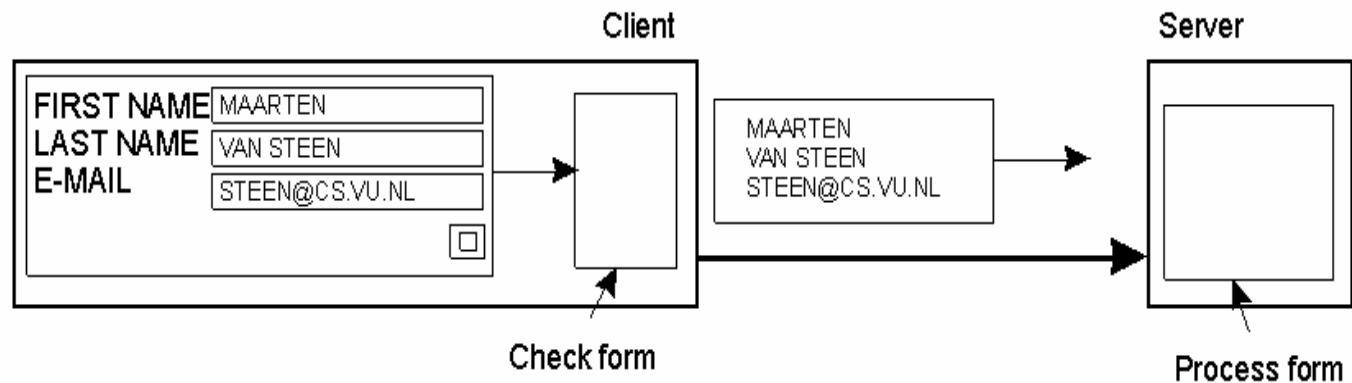 Client
Server
FIRST NAME MAARTEN
LAST NAME VAN STEEN
E-MAIL STEEN@CS.VU.NL
MAARTEN
VAN STEEN
STEEN@CS.VU.NL
Check form
Process form